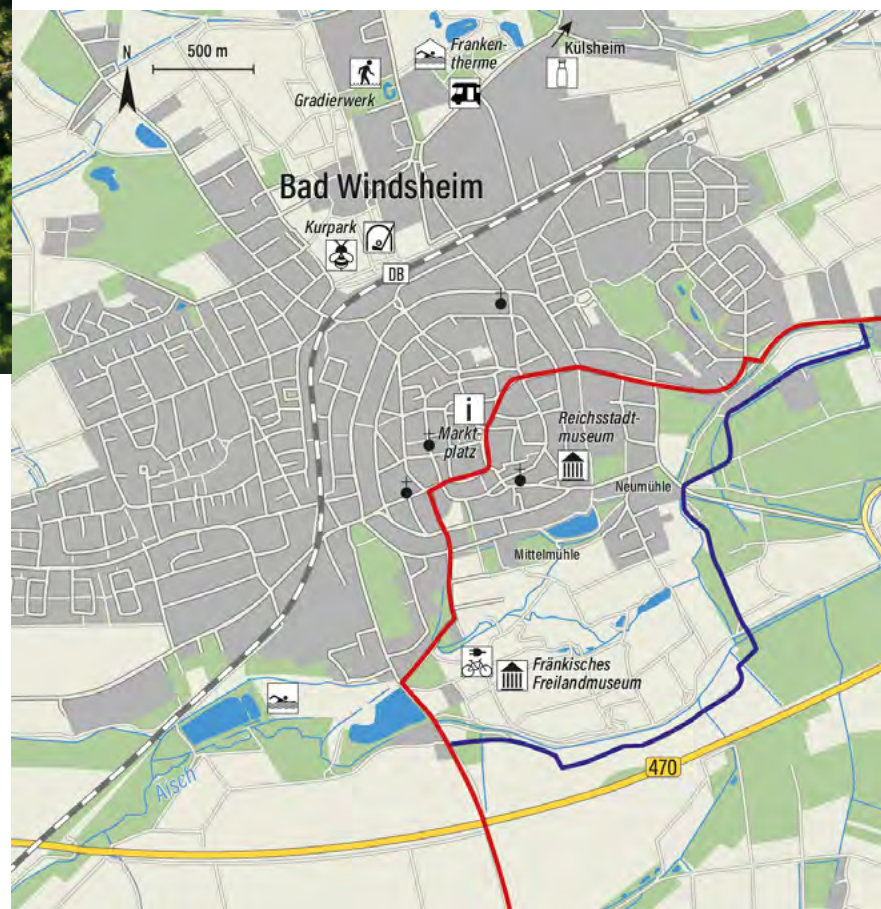 N
500 m
Franken-
therme
Külsheim
Gradierwerk
Bad Windsheim
Kurpark
DB
i
Markt-
platz
Reichsstadt-
museum
Neumühle
Mittelmühle
Fränkisches
Freilandmuseum
Aisch
470